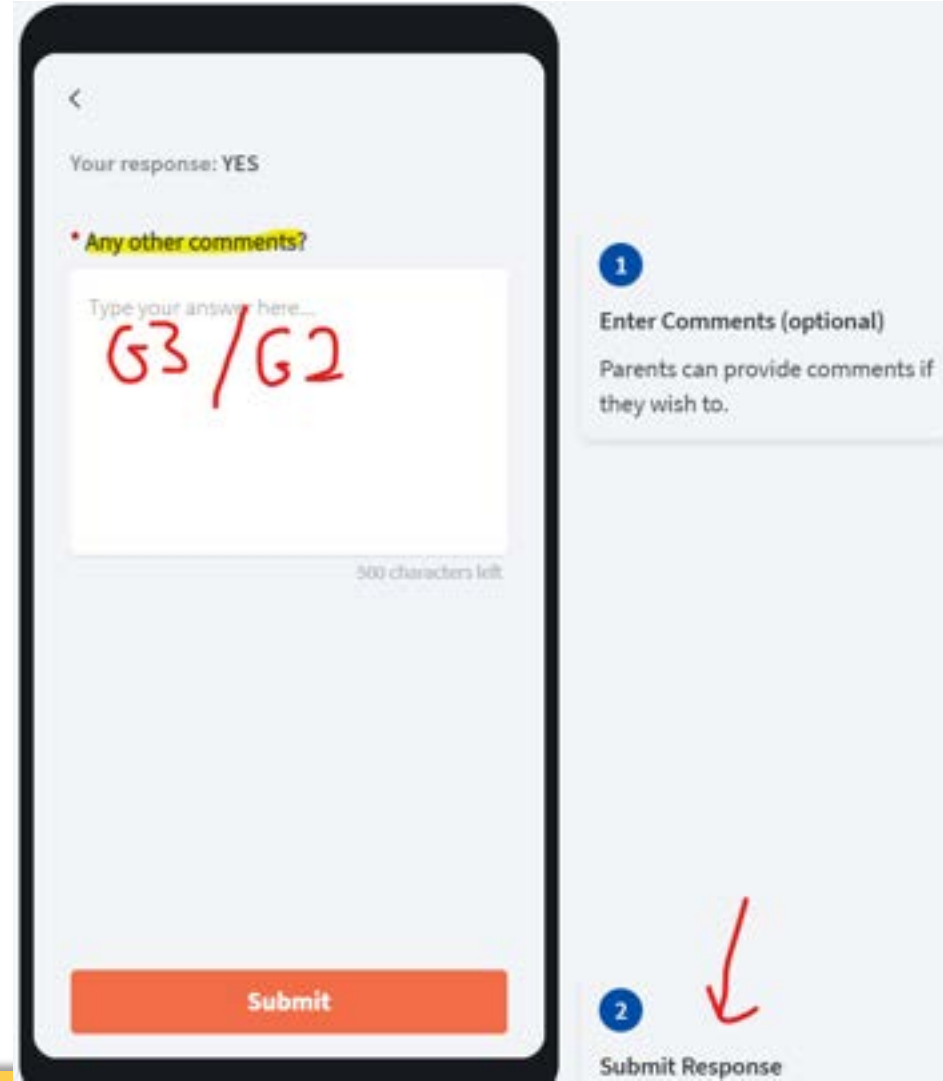 <
Your response: YES
* Any other comments?
Type your answer here...
G3 / G2
500 characters left
Submit
1
Enter Comments (optional)
Parents can provide comments if
they wish to.
2
Submit Response